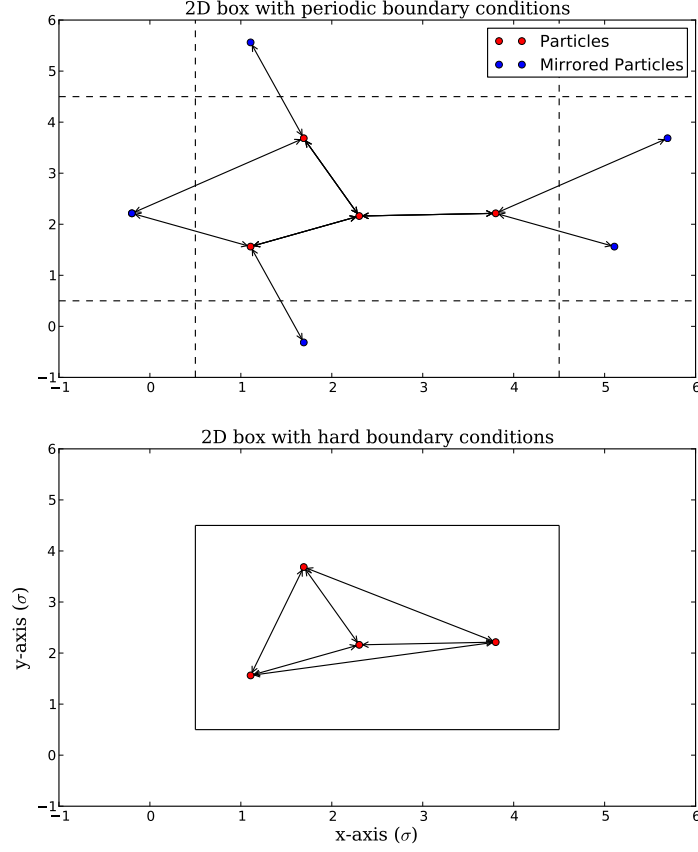 2D box with periodic boundary conditions
Particles
Mirrored Particles
6
5
4
3
2
1
0
−1
−1 0 1 2 3 4 5 6
2D box with hard boundary conditions
6
5
4
3
2
1
0
−1
y-axis (σ)
−1 0 1 2 3 4 5 6
x-axis (σ)